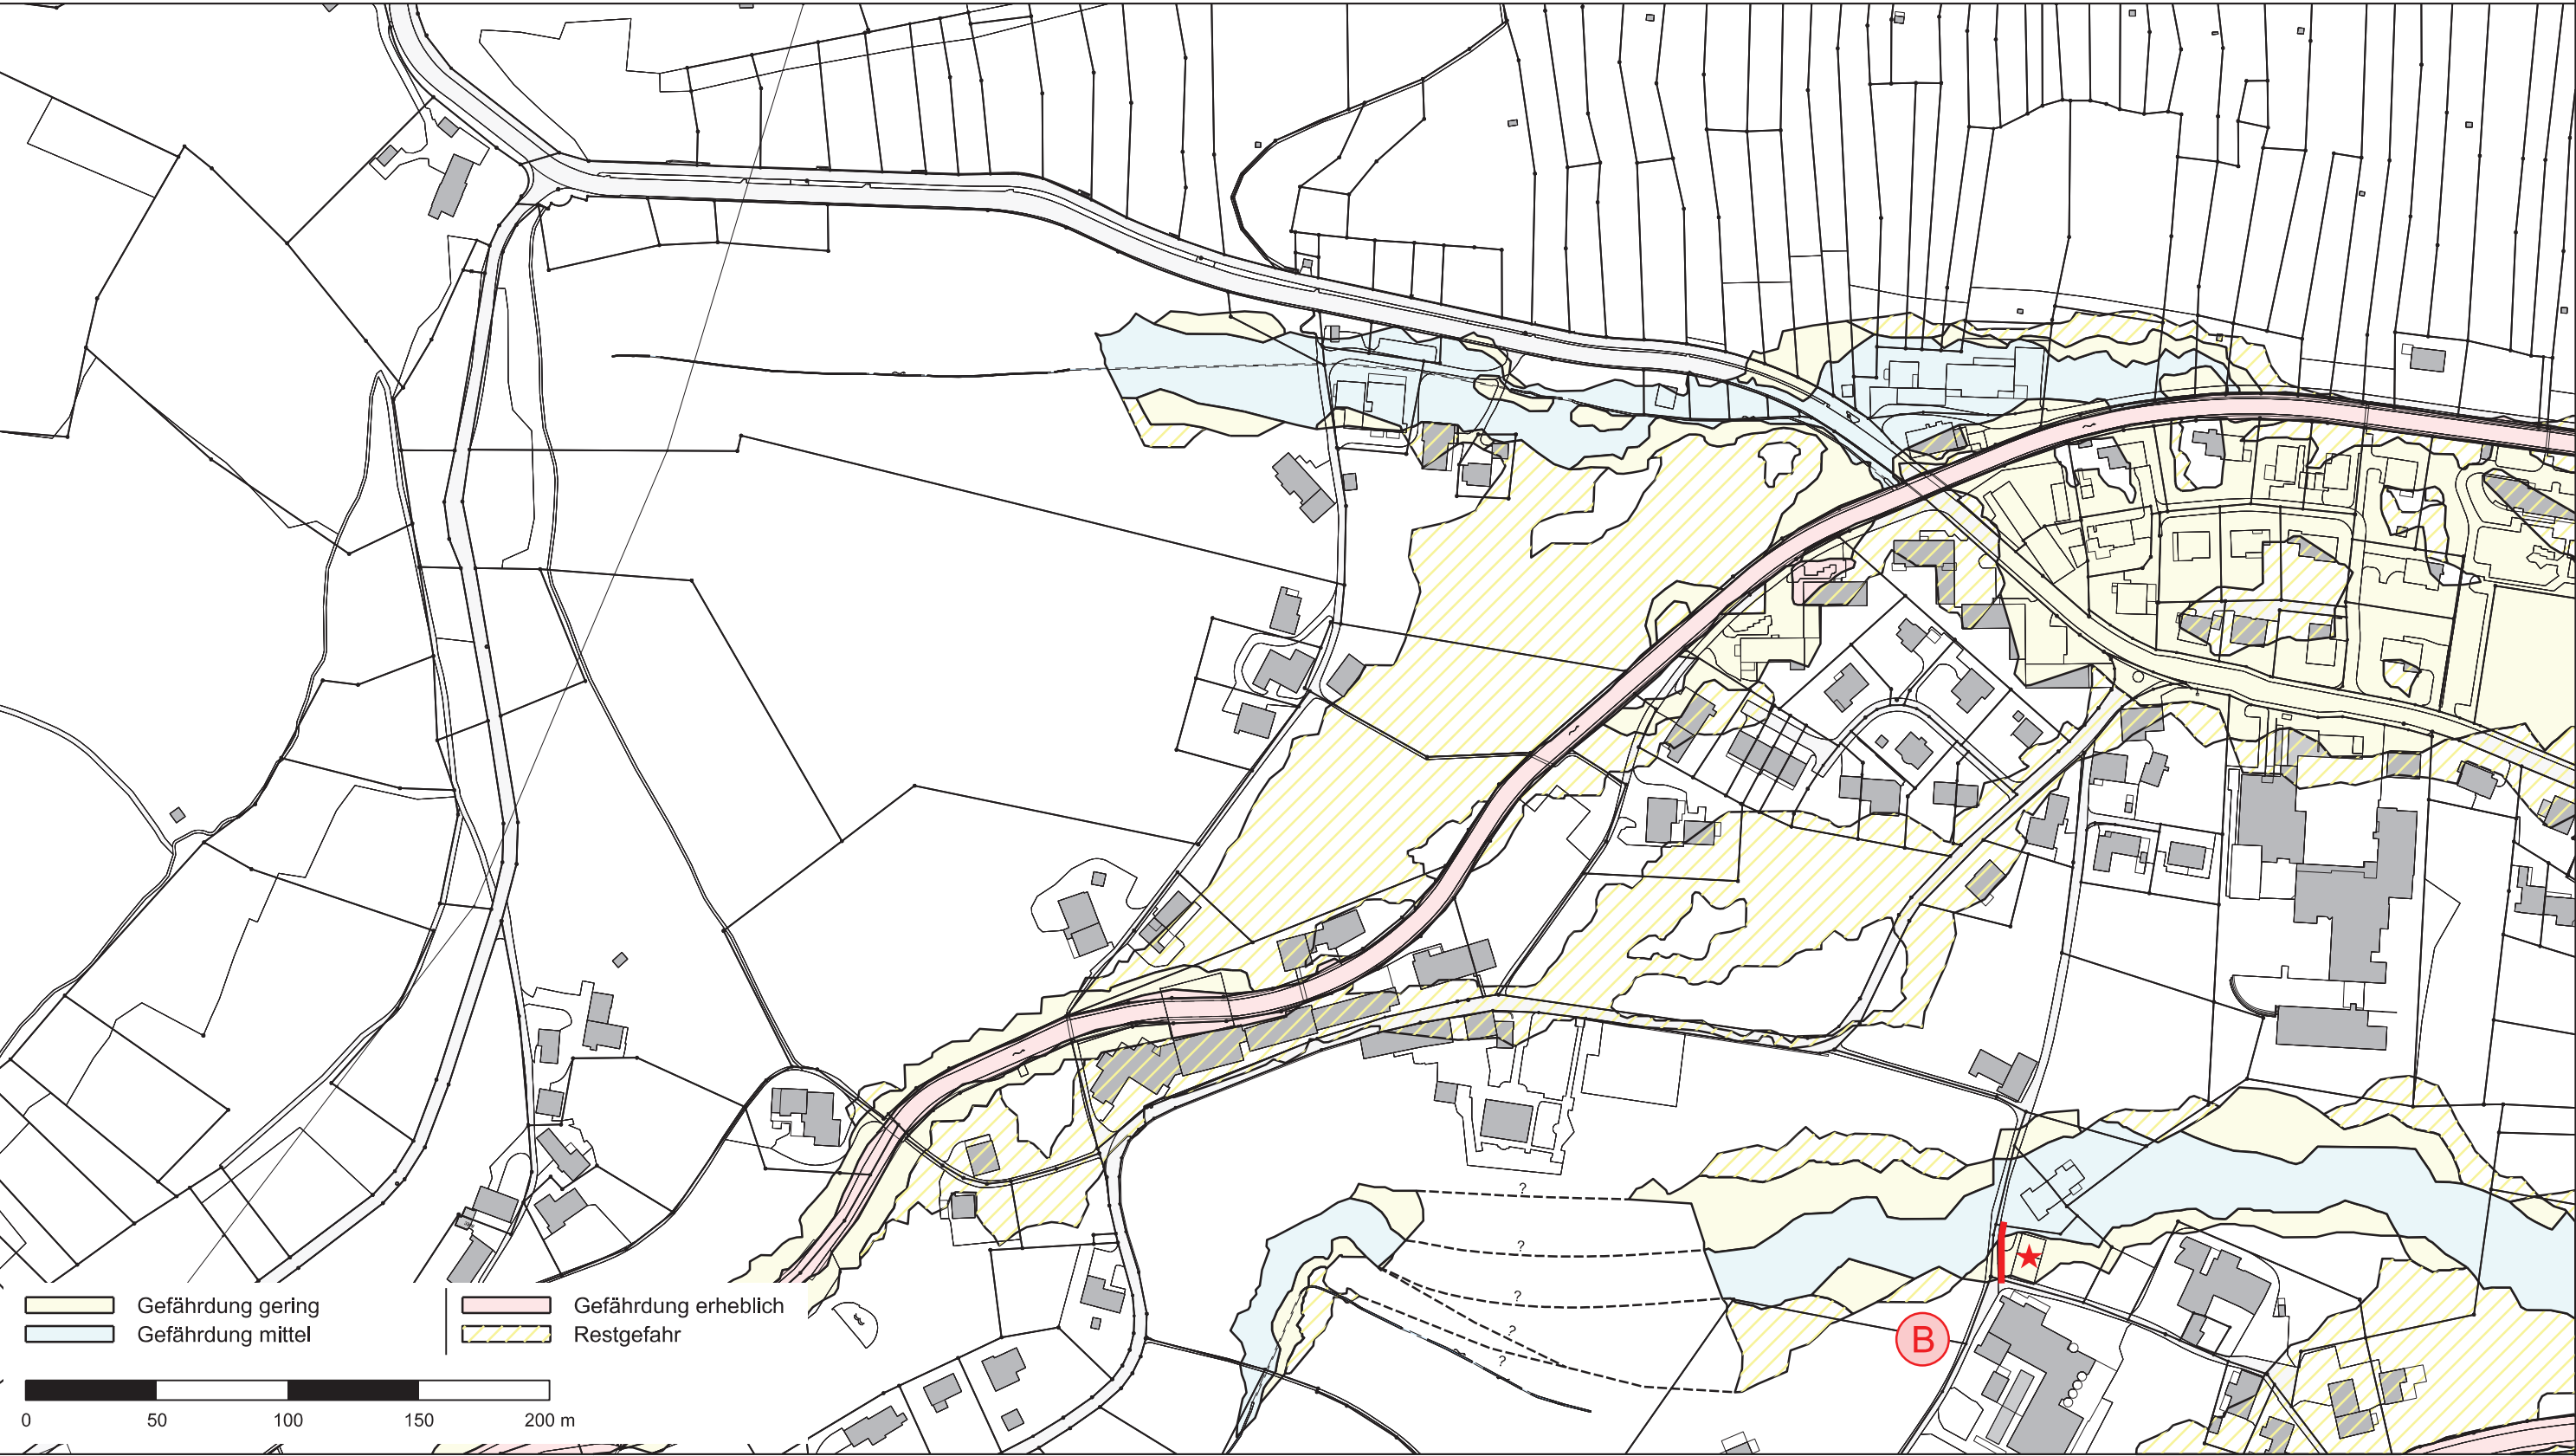 ?
?
?
?
?
B
Gefährdung gering
Gefährdung mittel
Gefährdung erheblich
Restgefahr
0 50 100 150 200 m